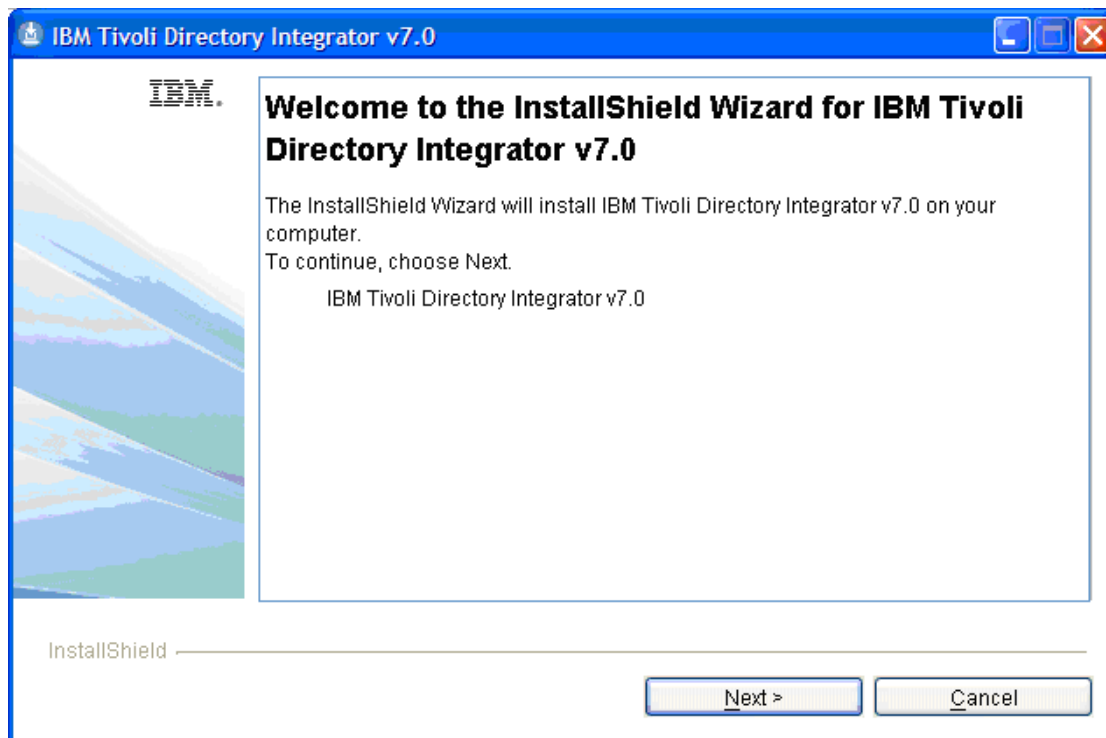 IBM Tivoli Directory Integrator v7.0
IBM.
Welcome to the InstallShield Wizard for IBM Tivoli
Directory Integrator v7.0
The InstallShield Wizard will install IBM Tivoli Directory Integrator v7.0 on your
computer.
To continue, choose Next.
IBM Tivoli Directory Integrator v7.0
InstallShield
Next >
Cancel